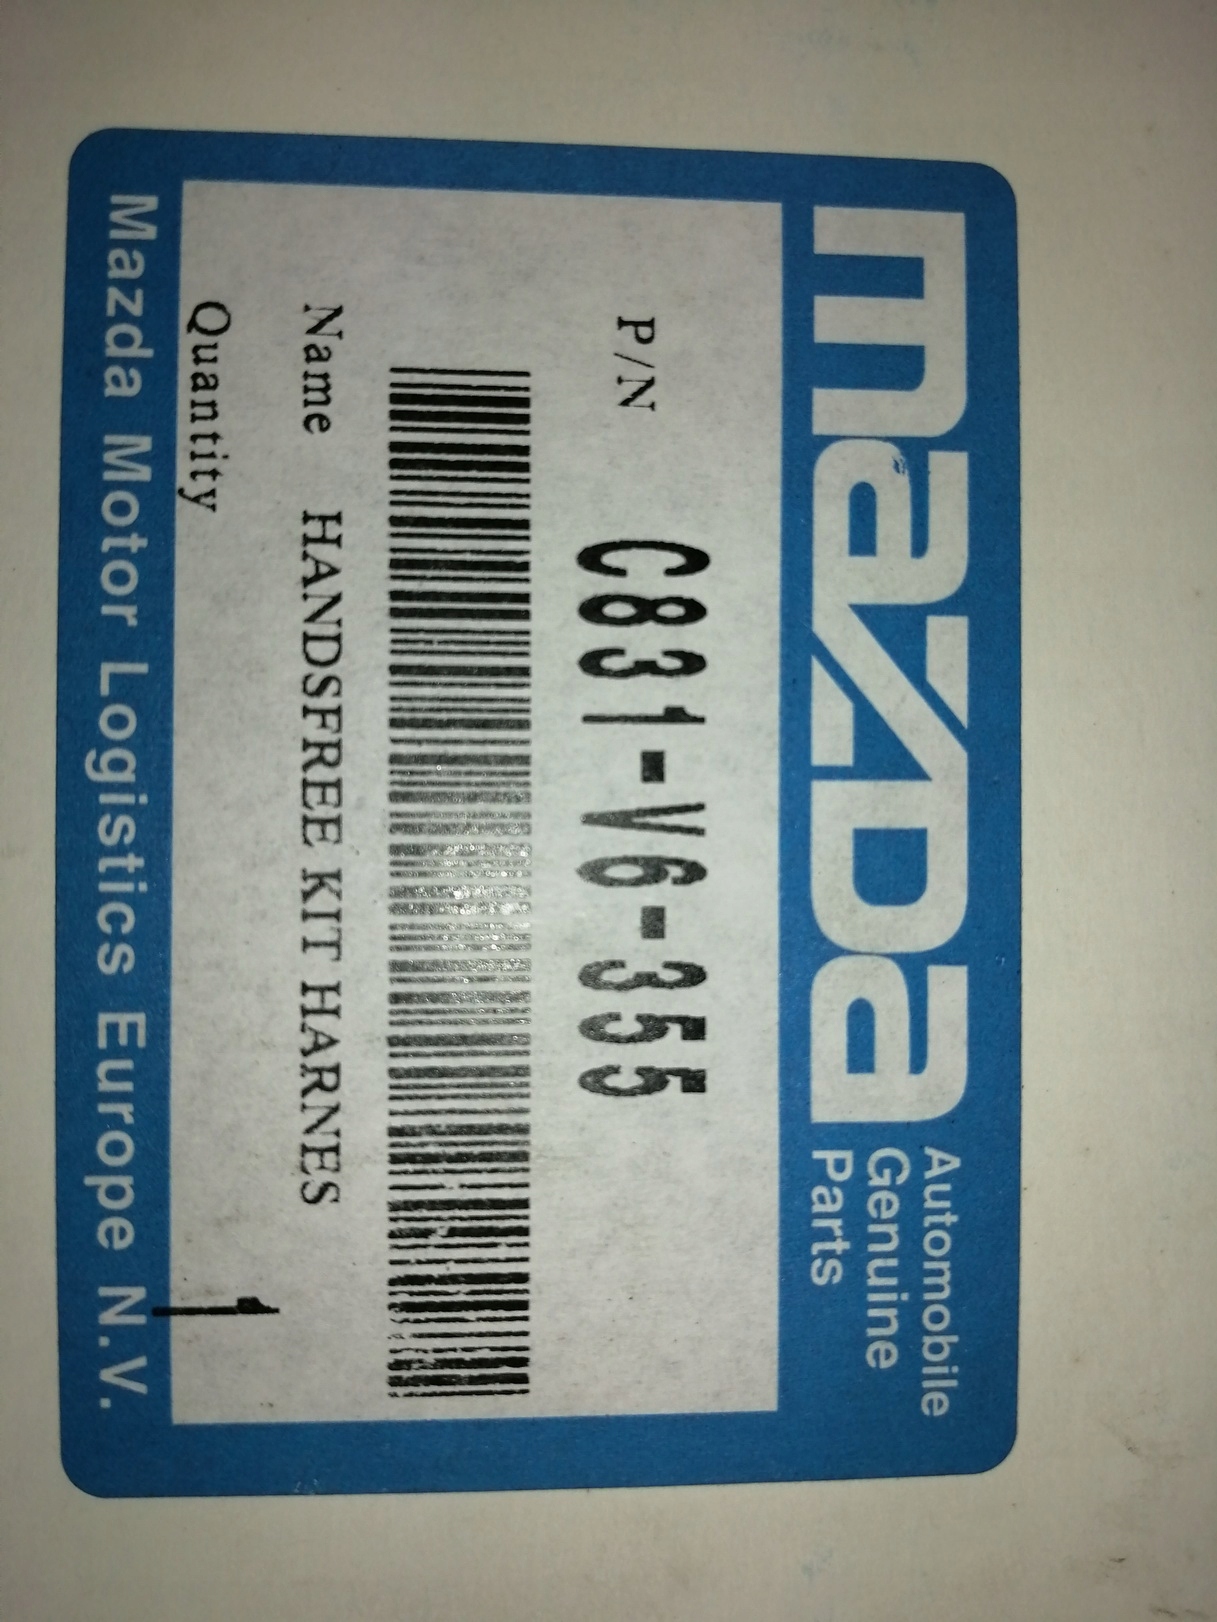 mazda Automobile
Genuine
Parts
P/N C831-V6-355
Name HANDSFREE KIT HARNES
Quantity 1
Mazda Motor Logistics Europe N.V.